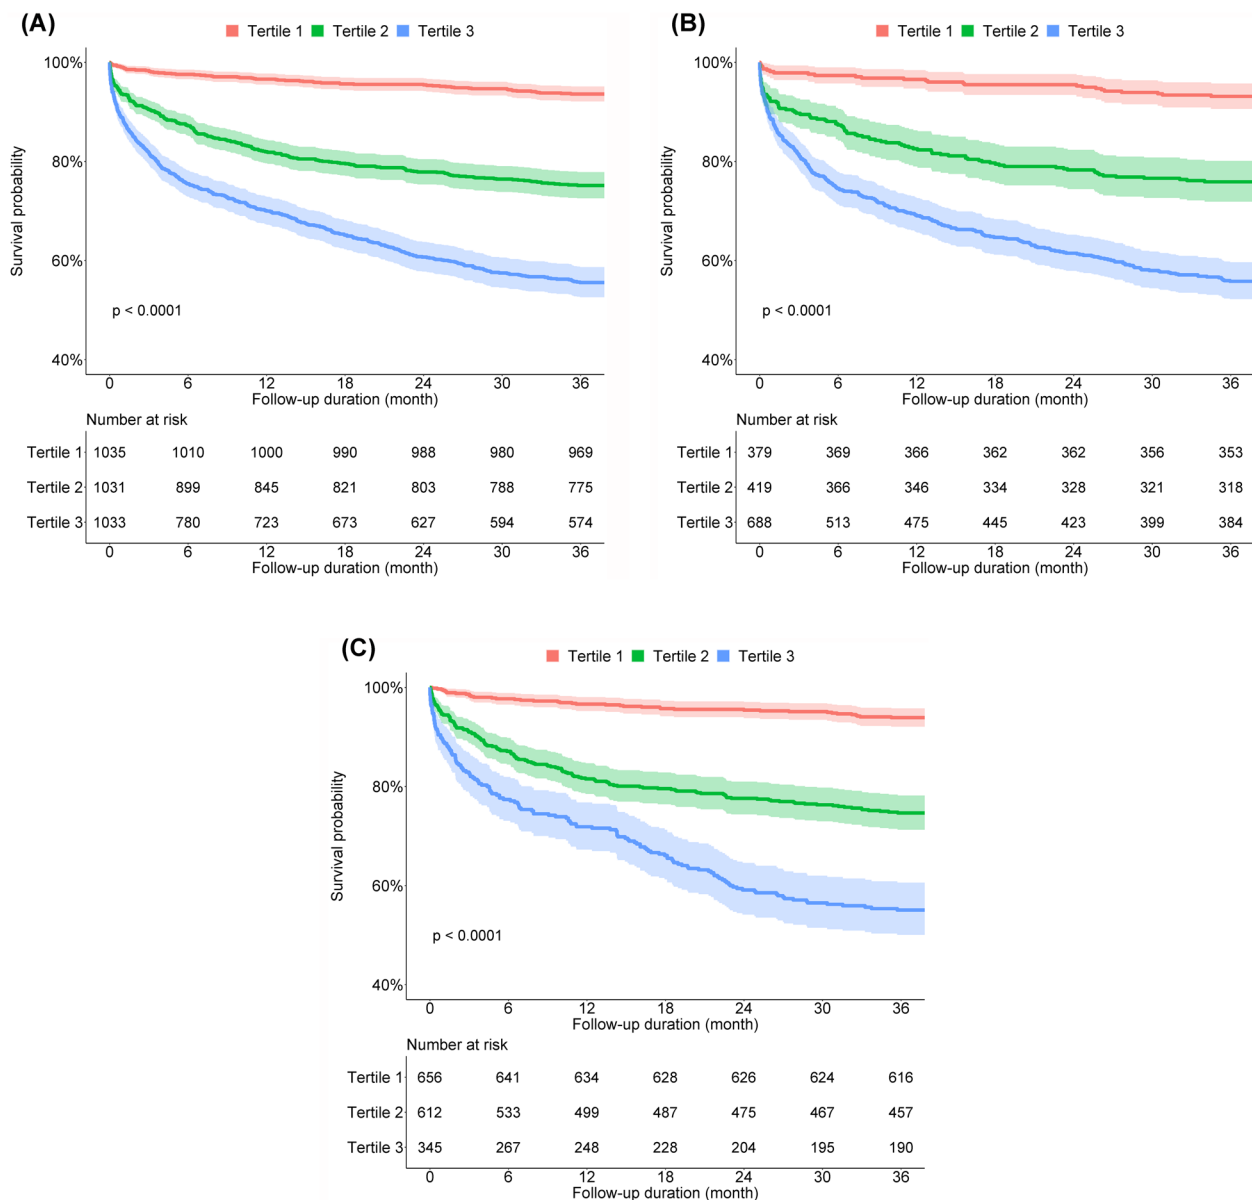 (A)
Tertile 1 Tertile 2 Tertile 3
100%
80%
60%
40%
Survival probability
p < 0.0001
0 6 12 18 24 30 36
Follow-up duration (month)
Number at risk
Tertile 1 1035 1010 1000 990 988 980 969
Tertile 2 1031 899 845 821 803 788 775
Tertile 3 1033 780 723 673 627 594 574
0 6 12 18 24 30 36
Follow-up duration (month)
(B)
Tertile 1 Tertile 2 Tertile 3
100%
80%
60%
40%
Survival probability
p < 0.0001
0 6 12 18 24 30 36
Follow-up duration (month)
Number at risk
Tertile 1 379 369 366 362 362 356 353
Tertile 2 419 366 346 334 328 321 318
Tertile 3 688 513 475 445 423 399 384
0 6 12 18 24 30 36
Follow-up duration (month)
(C)
Tertile 1 Tertile 2 Tertile 3
100%
80%
60%
40%
Survival probability
p < 0.0001
0 6 12 18 24 30 36
Follow-up duration (month)
Number at risk
Tertile 1 656 641 634 628 626 624 616
Tertile 2 612 533 499 487 475 467 457
Tertile 3 345 267 248 228 204 195 190
0 6 12 18 24 30 36
Follow-up duration (month)